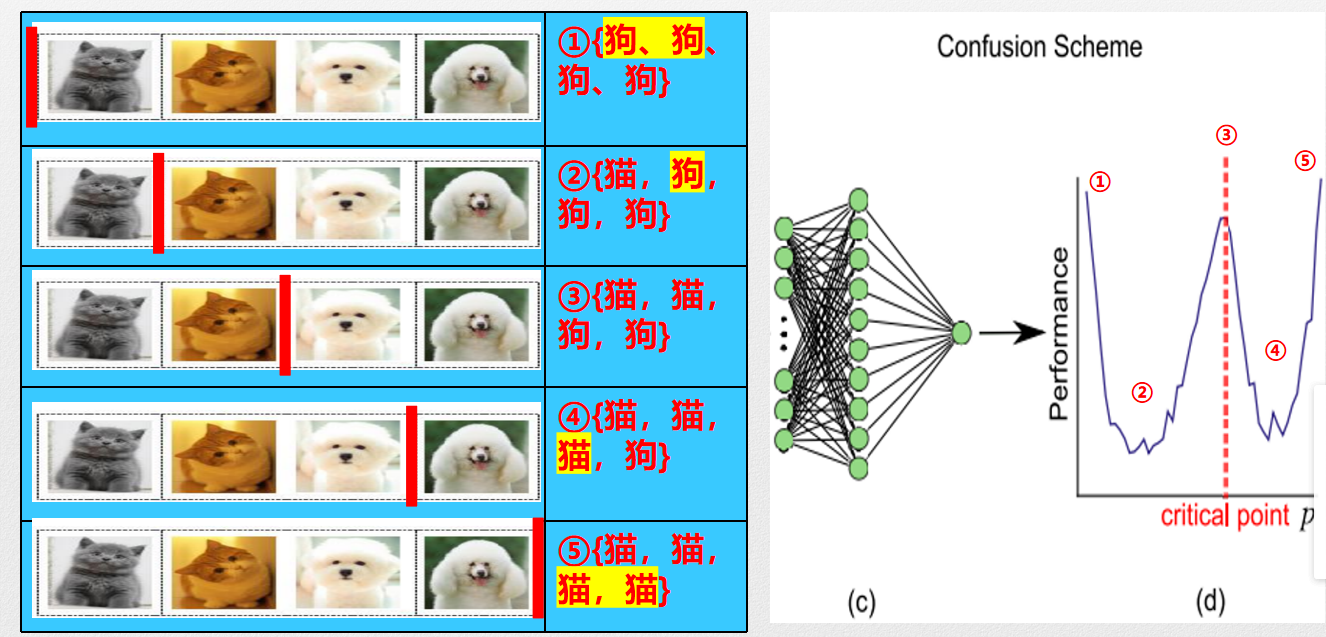 ①{狗、狗、
狗、狗}
②{猫，狗，
狗，狗}
③{猫，猫，
狗，狗}
④{猫，猫，
猫，狗}
⑤{猫，猫，
猫，猫}
Confusion Scheme
③
⑤
①
④
②
Performance
critical point p
(c)
(d)